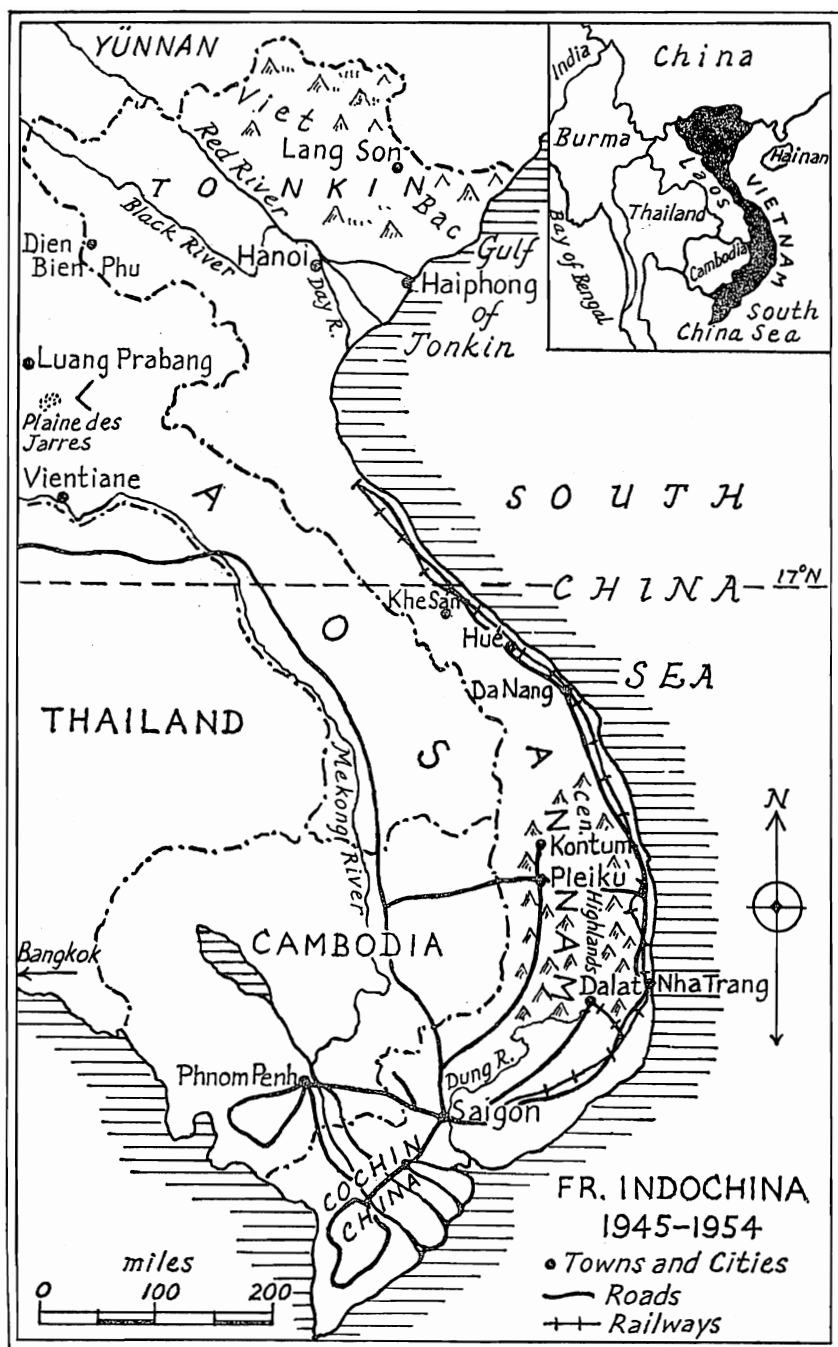 YÜNNAN
Viet
Bac
Red River
Lang Son
TONKIN
Black River
Hanoi
Day R.
Dien
Bien Phu
Haiphong
Gulf
of
Tonkin
Luang Prabang
Plaine des
Jarres
Vientiane
LAOS
SOUTH
CHINA
SEA
17°N
Khe San
Hue
Da Nang
THAILAND
Mekong River
ANNAM
Cen.
Highlands
Kontum
Pleiku
Dalat
Nha Trang
N
CAMBODIA
Bangkok
Phnom Penh
Dung R.
Saigon
COCHIN
CHINA
FR. INDOCHINA
1945-1954
Towns and Cities
Roads
Railways
miles
0 100 200
India
China
Burma
Hainan
Laos
VIETNAM
Thailand
Cambodia
Bay of Bengal
South
China Sea